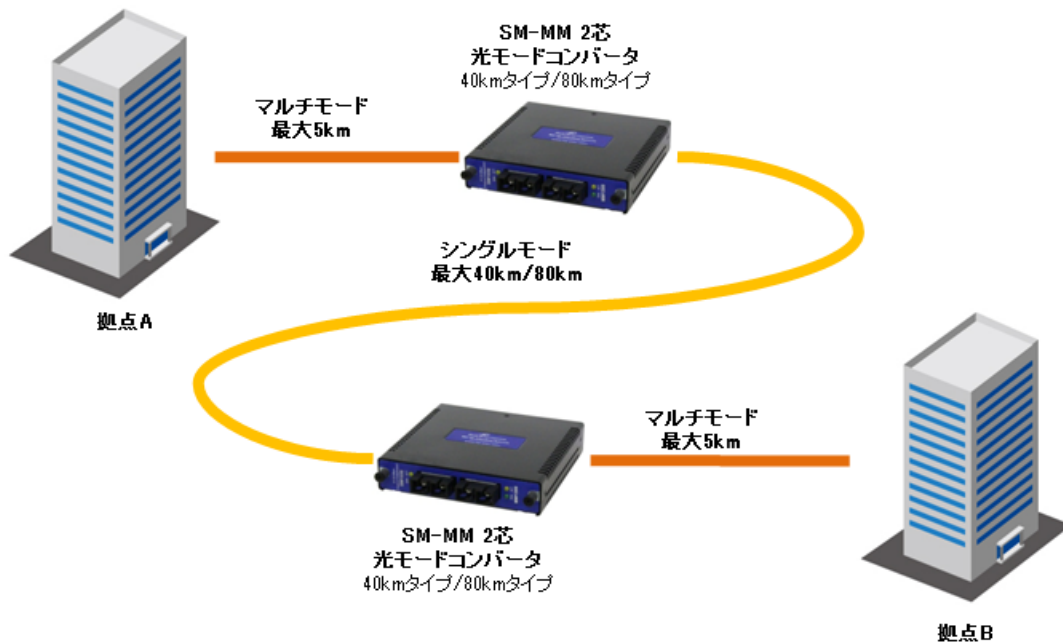 SM-MM 2芯
光モードコンバータ
40kmタイプ/80kmタイプ
マルチモード
最大5km
シングルモード
最大40km/80km
拠点A
マルチモード
最大5km
SM-MM 2芯
光モードコンバータ
40kmタイプ/80kmタイプ
拠点B